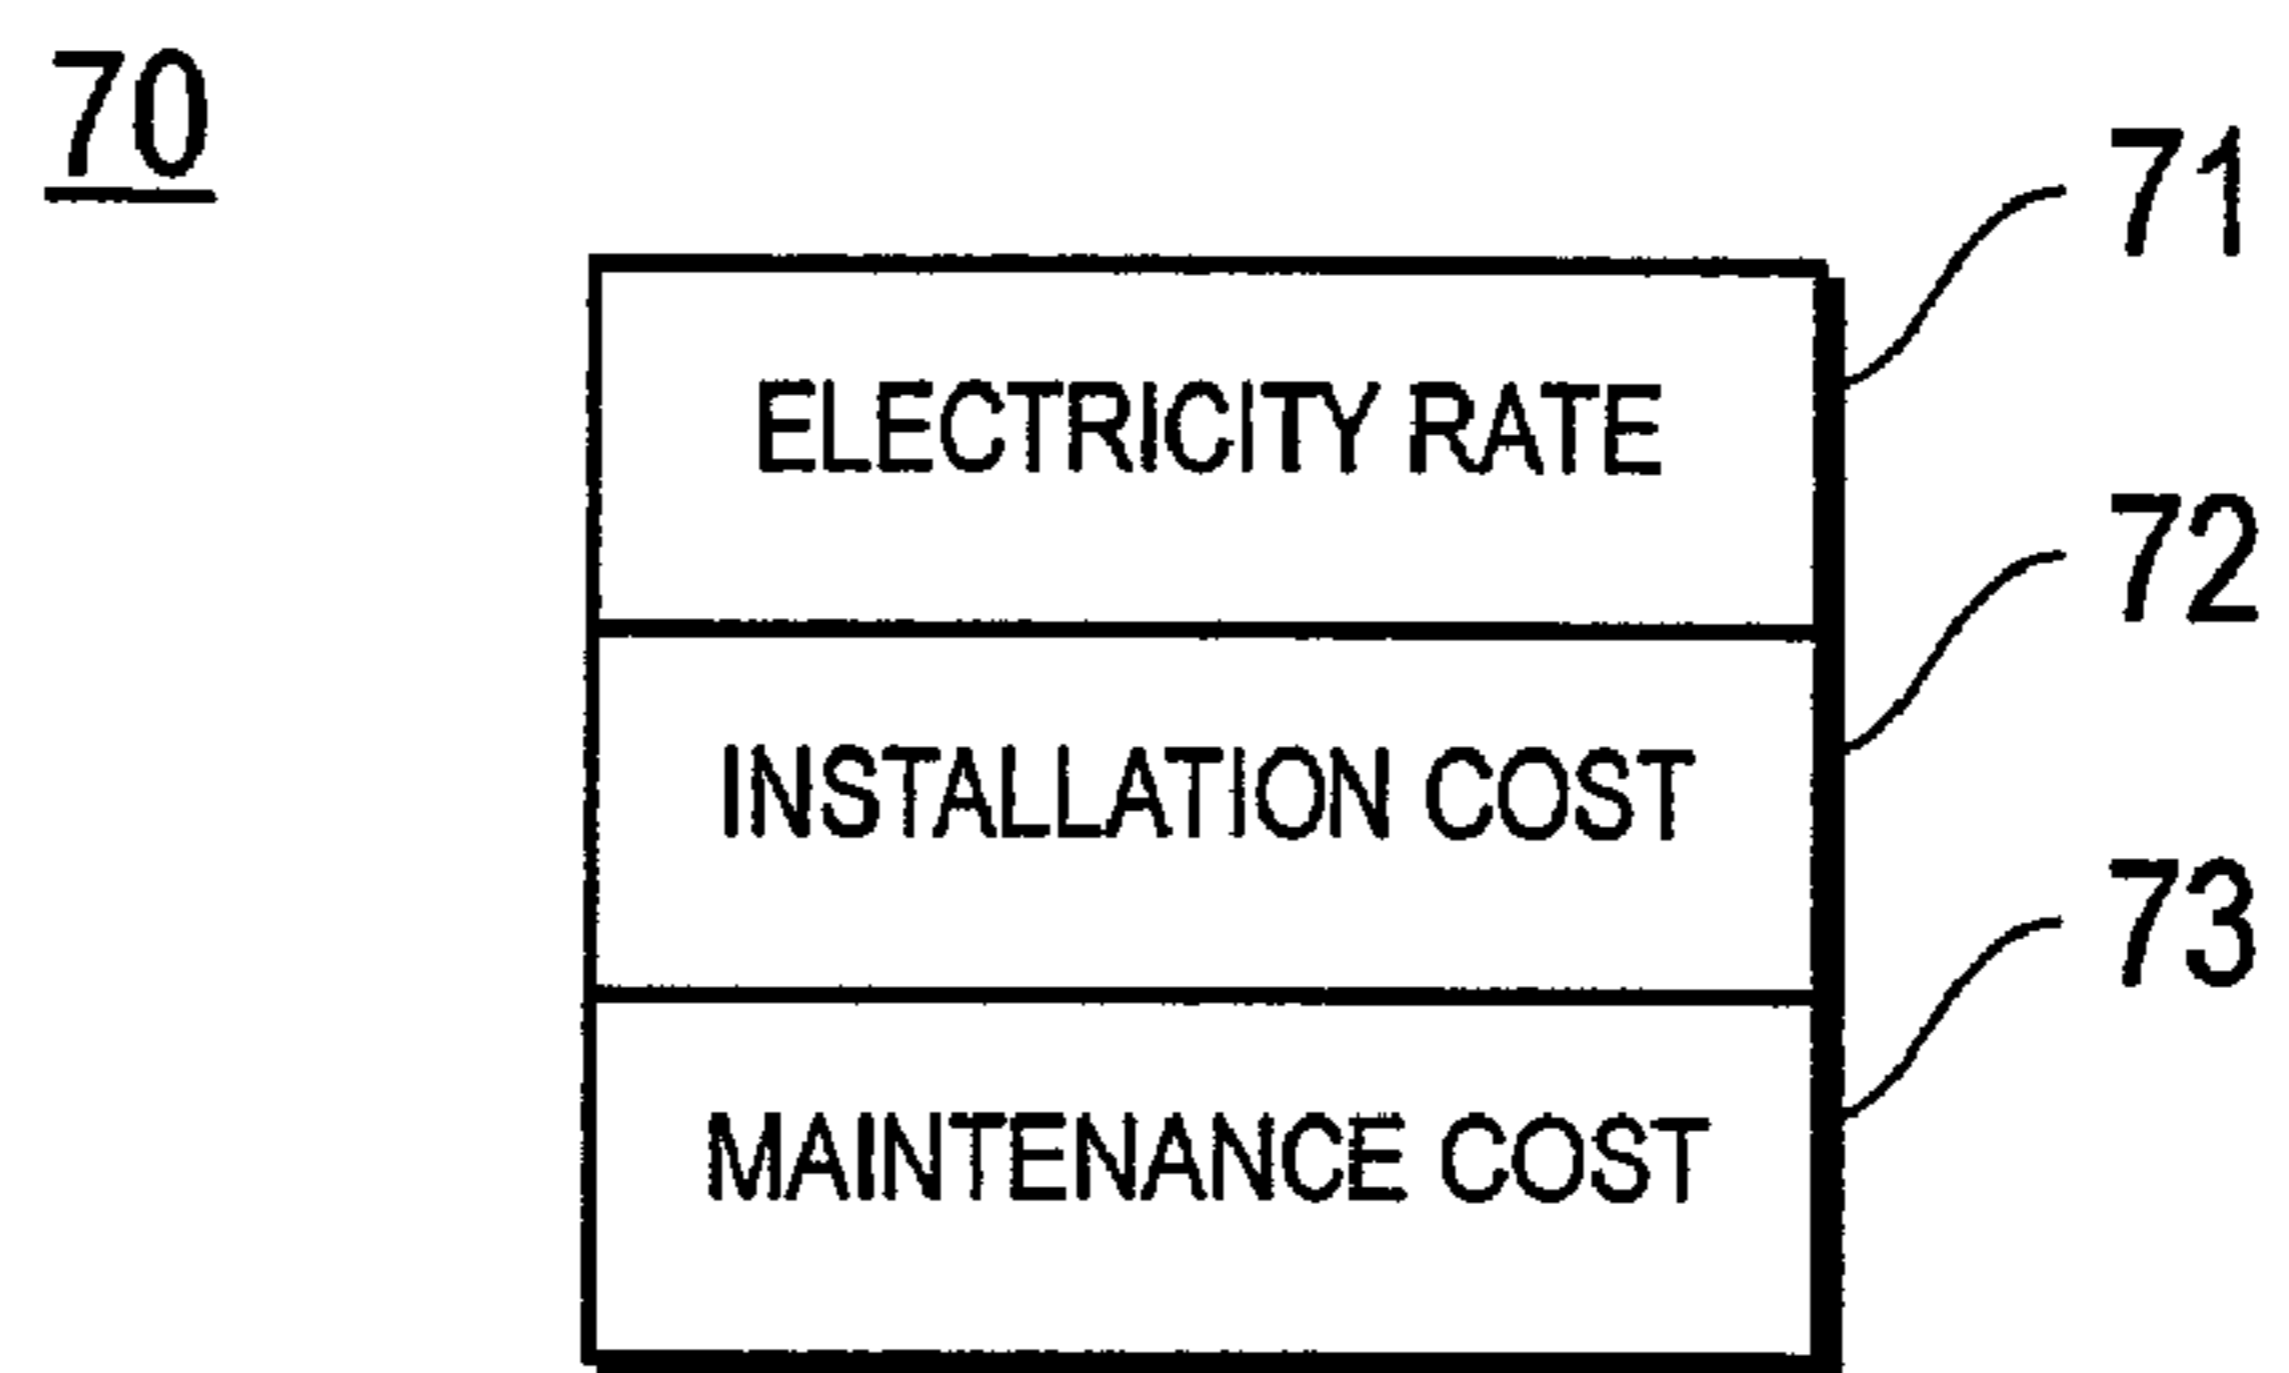 70
71
ELECTRICITY RATE
72
INSTALLATION COST
73
MAINTENANCE COST